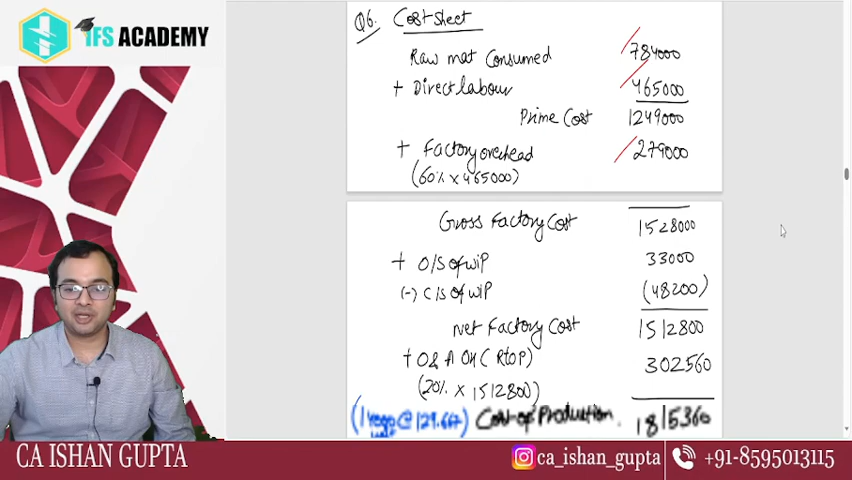 IFS ACADEMY
Q6. Cost Sheet
Raw mat Consumed 784000
+ Direct labour 465000
Prime Cost 1249000
+ Factory overhead 279000
(60% x 465000)
Gross Factory Cost 1528000
+ O/S of WIP 33000
(-) C/S of WIP (48200)
net Factory Cost 1512800
+ O & A OH (RtoP) 302560
(20% x 1512800)
@ 129.667) Cost of Production. 1815360
CA ISHAN GUPTA
ca_ishan_gupta
+91-8595013115